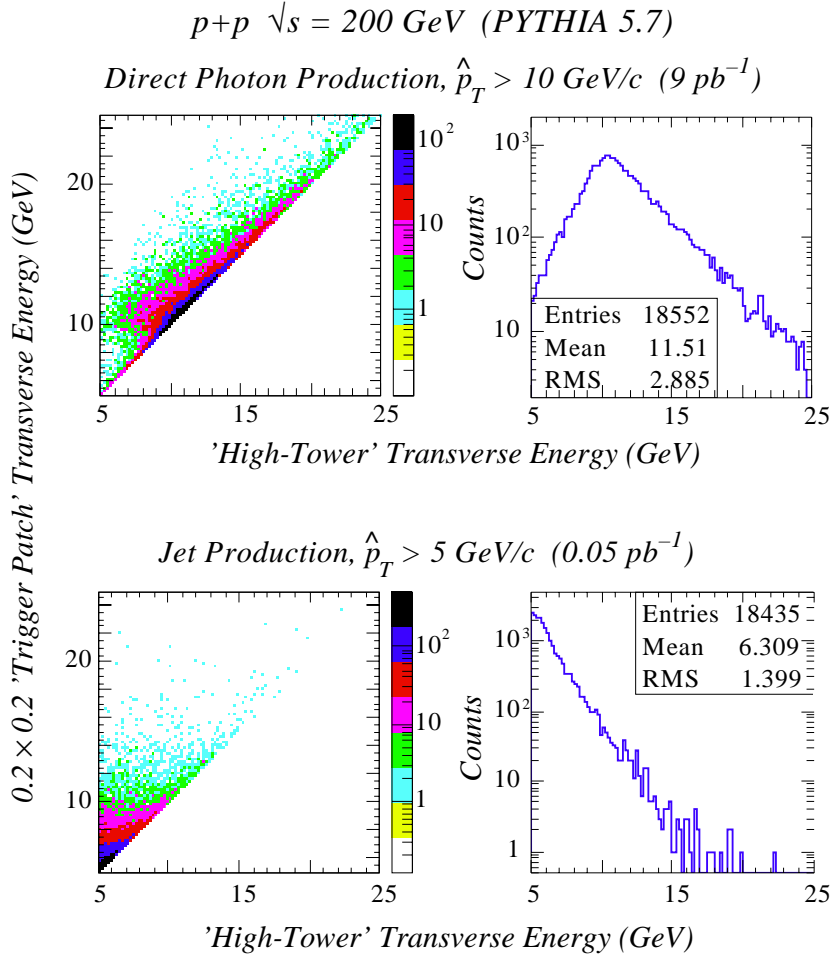 p+p √s = 200 GeV (PYTHIA 5.7)
Direct Photon Production, p̂_T > 10 GeV/c (9 pb⁻¹)
0.2 × 0.2 'Trigger Patch' Transverse Energy (GeV)
20
10
5 15 25
10²
10
1
Counts
10³
10²
10
Entries 18552
Mean 11.51
RMS 2.885
5 15 25
'High-Tower' Transverse Energy (GeV)
Jet Production, p̂_T > 5 GeV/c (0.05 pb⁻¹)
20
10
5 15 25
10²
10
1
Counts
10³
10²
10
1
Entries 18435
Mean 6.309
RMS 1.399
5 15 25
'High-Tower' Transverse Energy (GeV)